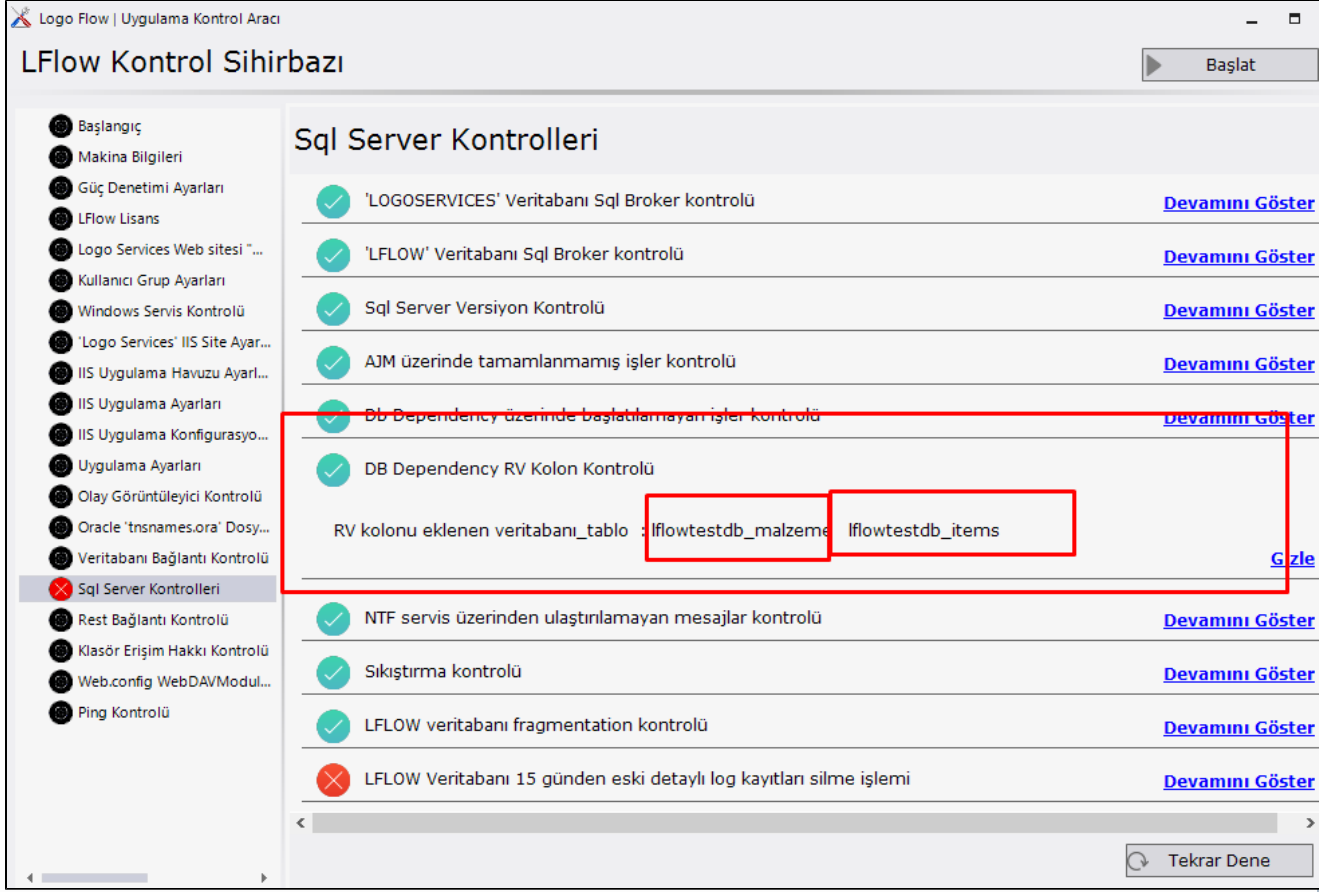 Logo Flow | Uygulama Kontrol Aracı
LFlow Kontrol Sihirbazı
Başlat
Başlangıç
Makina Bilgileri
Güç Denetimi Ayarları
LFlow Lisans
Logo Services Web sitesi "...
Kullanıcı Grup Ayarları
Windows Servis Kontrolü
'Logo Services' IIS Site Ayar...
IIS Uygulama Havuzu Ayarl...
IIS Uygulama Ayarları
IIS Uygulama Konfigurasyo...
Uygulama Ayarları
Olay Görüntüleyici Kontrolü
Oracle 'tnsnames.ora' Dosy...
Veritabanı Bağlantı Kontrolü
Sql Server Kontrolleri
Rest Bağlantı Kontrolü
Klasör Erişim Hakkı Kontrolü
Web.config WebDAVModul...
Ping Kontrolü
Sql Server Kontrolleri
'LOGOSERVICES' Veritabanı Sql Broker kontrolü Devamını Göster
'LFLOW' Veritabanı Sql Broker kontrolü Devamını Göster
Sql Server Versiyon Kontrolü Devamını Göster
AJM üzerinde tamamlanmamış işler kontrolü Devamını Göster
Db Dependency üzerinde başlatılamayan işler kontrolü Devamını Göster
DB Dependency RV Kolon Kontrolü
RV kolonu eklenen veritabanı_tablo : lflowtestdb_malzeme lflowtestdb_items
Gizle
NTF servis üzerinden ulaştırılamayan mesajlar kontrolü Devamını Göster
Sıkıştırma kontrolü Devamını Göster
LFLOW veritabanı fragmentation kontrolü Devamını Göster
LFLOW Veritabanı 15 günden eski detaylı log kayıtları silme işlemi Devamını Göster
Tekrar Dene